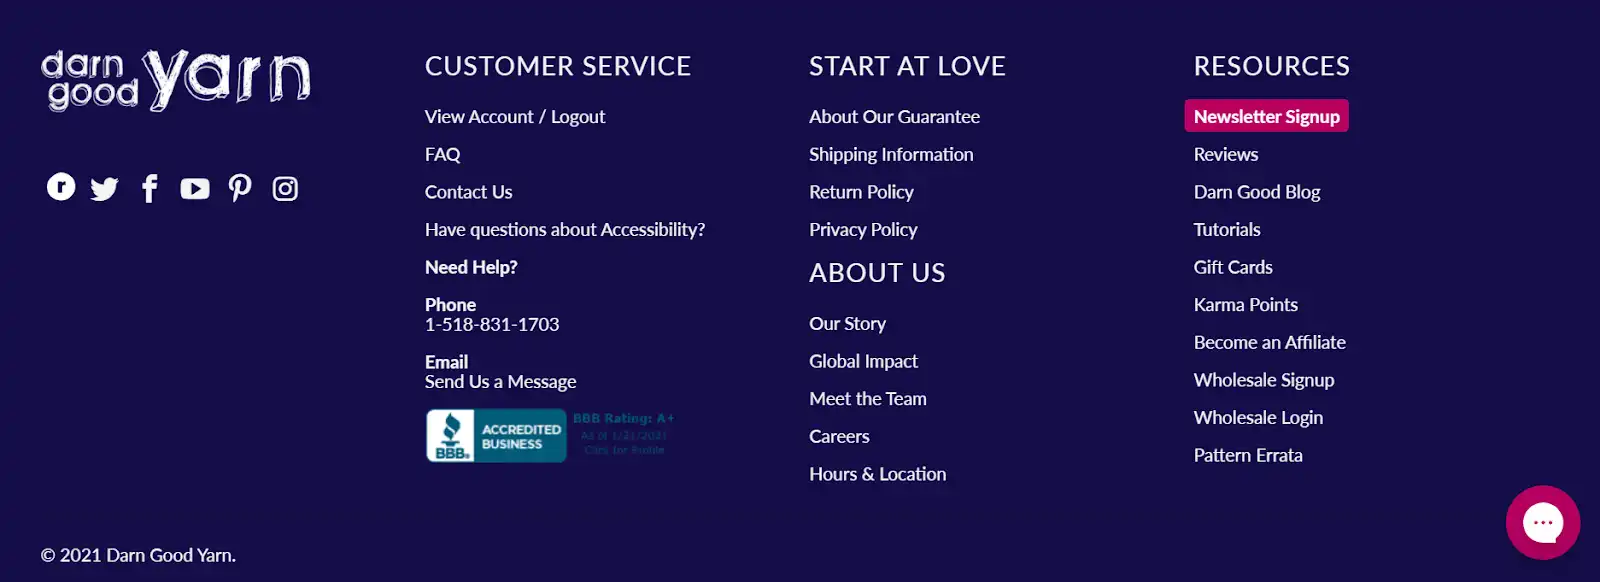 darn
good yarn
CUSTOMER SERVICE
View Account / Logout
FAQ
Contact Us
Have questions about Accessibility?
Need Help?
Phone
1-518-831-1703
Email
Send Us a Message
BBB.
ACCREDITED
BUSINESS
BBB Rating: A+
As of 1/21/2021
Click for Profile
START AT LOVE
About Our Guarantee
Shipping Information
Return Policy
Privacy Policy
ABOUT US
Our Story
Global Impact
Meet the Team
Careers
Hours & Location
RESOURCES
Newsletter Signup
Reviews
Darn Good Blog
Tutorials
Gift Cards
Karma Points
Become an Affiliate
Wholesale Signup
Wholesale Login
Pattern Errata
© 2021 Darn Good Yarn.